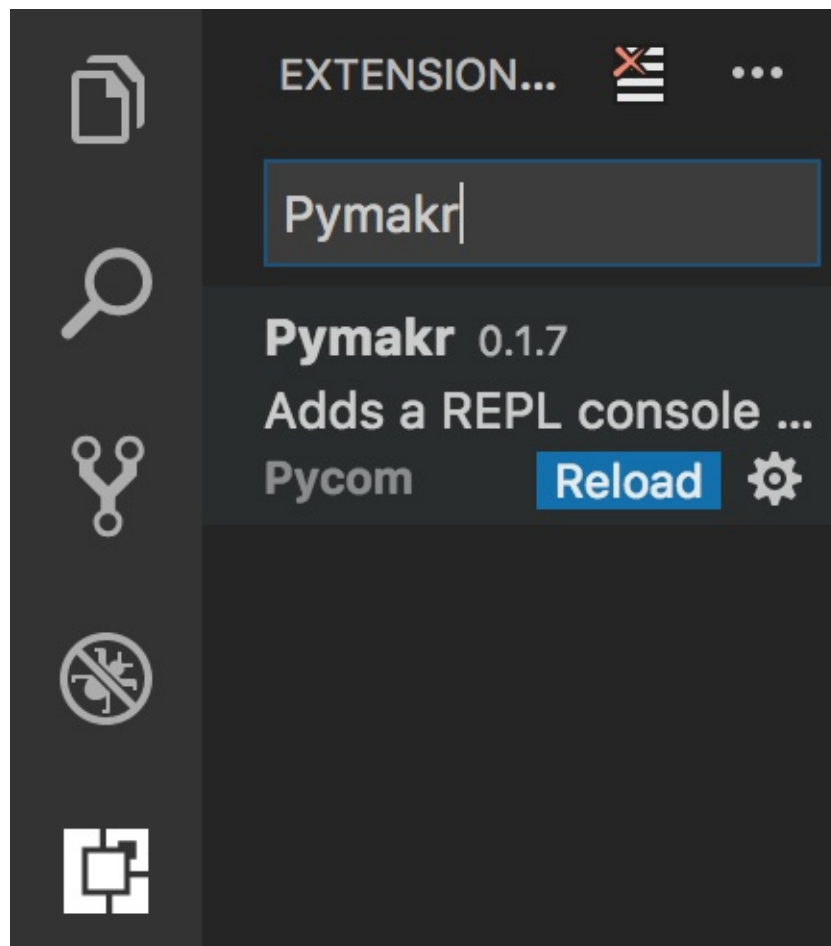 EXTENSION...
Pymakr
Pymakr 0.1.7
Adds a REPL console ...
Pycom Reload